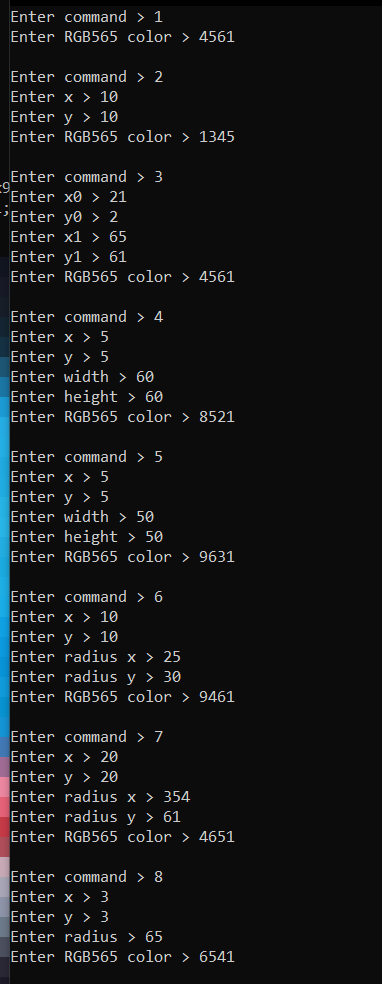 Enter command > 1
Enter RGB565 color > 4561

Enter command > 2
Enter x > 10
Enter y > 10
Enter RGB565 color > 1345

Enter command > 3
Enter x0 > 21
Enter y0 > 2
Enter x1 > 65
Enter y1 > 61
Enter RGB565 color > 4561

Enter command > 4
Enter x > 5
Enter y > 5
Enter width > 60
Enter height > 60
Enter RGB565 color > 8521

Enter command > 5
Enter x > 5
Enter y > 5
Enter width > 50
Enter height > 50
Enter RGB565 color > 9631

Enter command > 6
Enter x > 10
Enter y > 10
Enter radius x > 25
Enter radius y > 30
Enter RGB565 color > 9461

Enter command > 7
Enter x > 20
Enter y > 20
Enter radius x > 354
Enter radius y > 61
Enter RGB565 color > 4651

Enter command > 8
Enter x > 3
Enter y > 3
Enter radius > 65
Enter RGB565 color > 6541